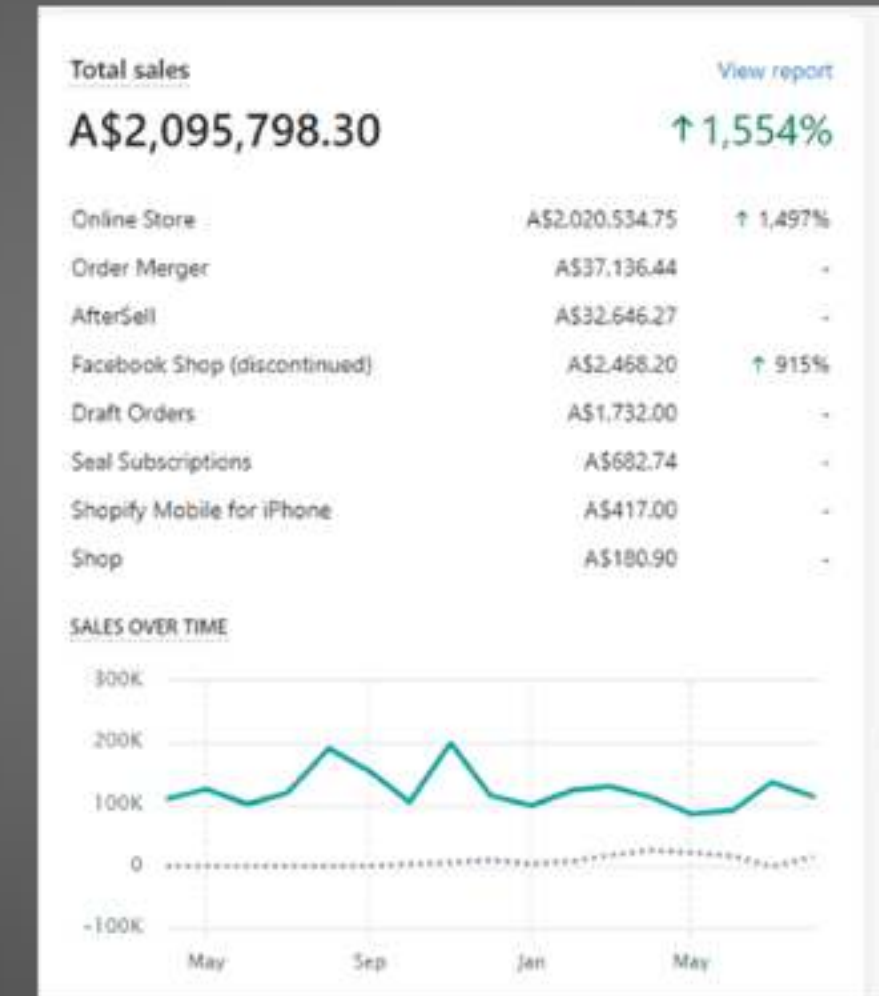 Total sales View report
A$2,095,798.30 ↑ 1,554%
Online Store A$2,020,534.75 ↑ 1,497%
Order Merger A$37,136.44 -
AfterSell A$32,646.27 -
Facebook Shop (discontinued) A$2,468.20 ↑ 915%
Draft Orders A$1,732.00 -
Seal Subscriptions A$682.74 -
Shopify Mobile for iPhone A$417.00 -
Shop A$180.90 -
SALES OVER TIME
300K
200K
100K
0
-100K
May Sep Jan May